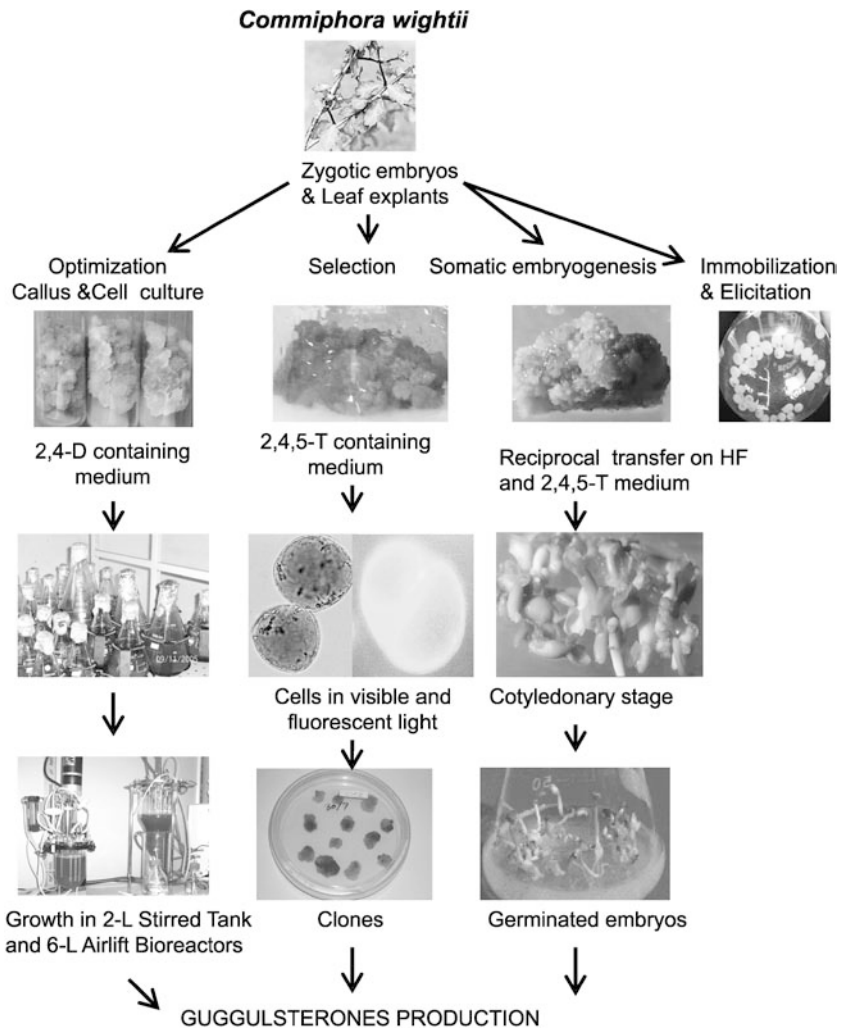 Commiphora wightii
Zygotic embryos
& Leaf explants
Optimization
Callus &Cell culture
Selection
Somatic embryogenesis
Immobilization
& Elicitation
2,4-D containing
medium
2,4,5-T containing
medium
Reciprocal transfer on HF
and 2,4,5-T medium
Cells in visible and
fluorescent light
Cotyledonary stage
Growth in 2-L Stirred Tank
and 6-L Airlift Bioreactors
Clones
Germinated embryos
GUGGULSTERONES PRODUCTION